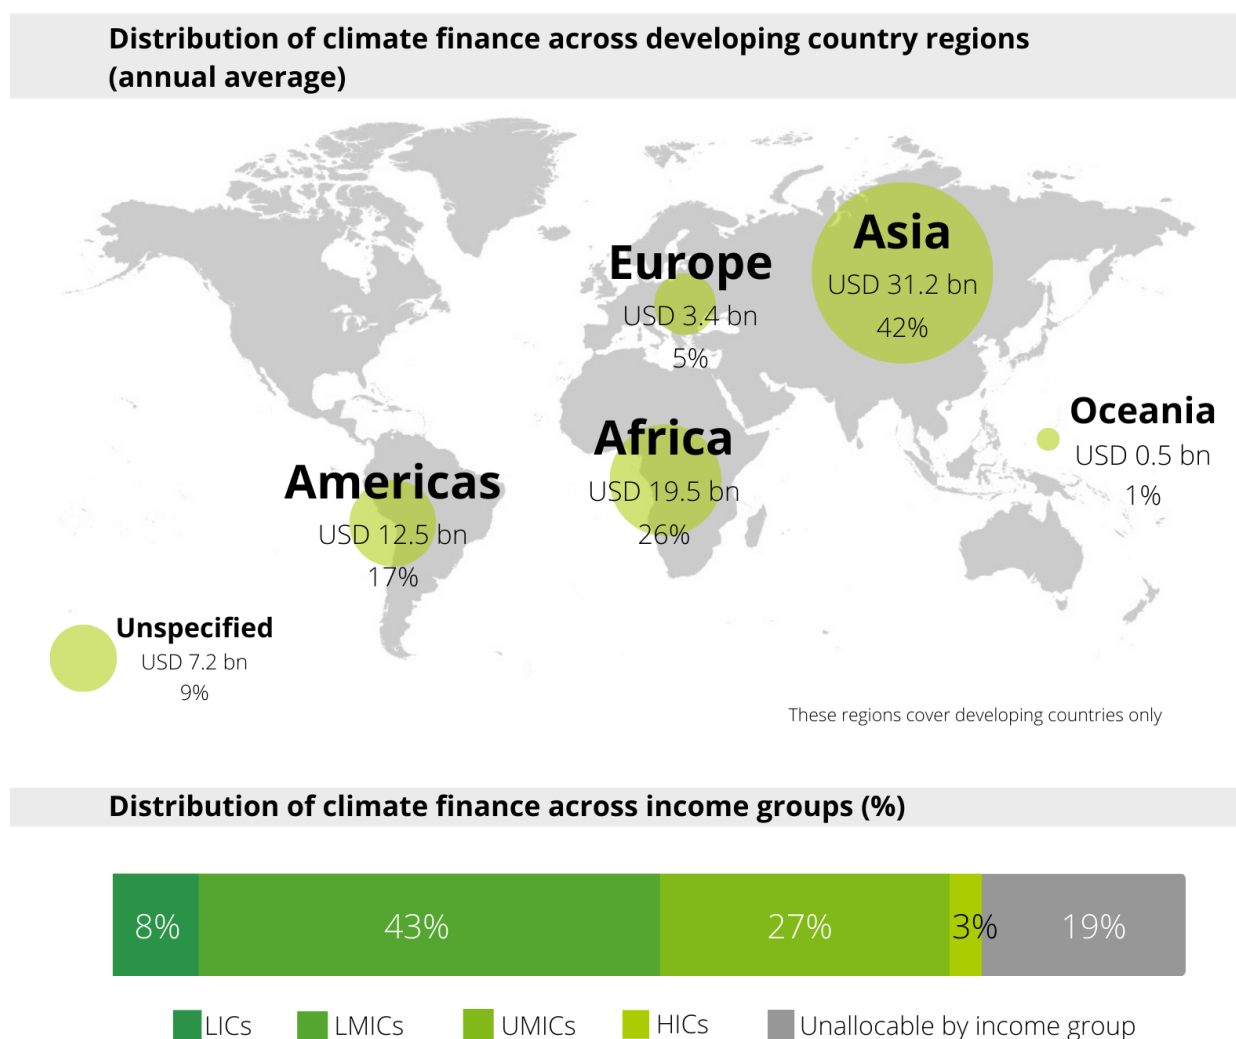 Distribution of climate finance across developing country regions
(annual average)
Asia
USD 31.2 bn
42%
Europe
USD 3.4 bn
5%
Oceania
USD 0.5 bn
1%
Africa
USD 19.5 bn
26%
Americas
USD 12.5 bn
17%
Unspecified
USD 7.2 bn
9%
These regions cover developing countries only
Distribution of climate finance across income groups (%)
8% 43% 27% 3% 19%
LICs LMICs UMICs HICs Unallocable by income group